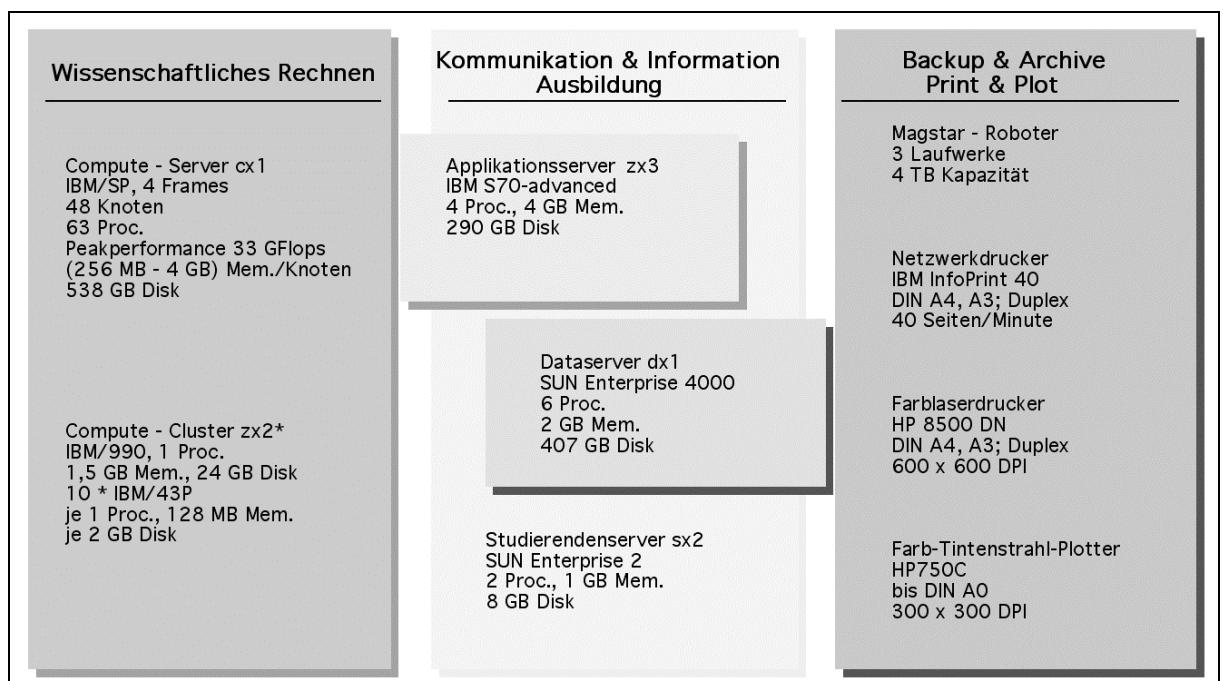 Wissenschaftliches Rechnen
Compute - Server cx1
IBM/SP, 4 Frames
48 Knoten
63 Proc.
Peakperformance 33 GFlops
(256 MB - 4 GB) Mem./Knoten
538 GB Disk
Compute - Cluster zx2*
IBM/990, 1 Proc.
1,5 GB Mem., 24 GB Disk
10 * IBM/43P
je 1 Proc., 128 MB Mem.
je 2 GB Disk
Kommunikation & Information
Ausbildung
Applikationsserver zx3
IBM S70-advanced
4 Proc., 4 GB Mem.
290 GB Disk
Dataserver dx1
SUN Enterprise 4000
6 Proc.
2 GB Mem.
407 GB Disk
Studierendenserver sx2
SUN Enterprise 2
2 Proc., 1 GB Mem.
8 GB Disk
Backup & Archive
Print & Plot
Magstar - Roboter
3 Laufwerke
4 TB Kapazität
Netzwerkdrucker
IBM InfoPrint 40
DIN A4, A3; Duplex
40 Seiten/Minute
Farblaserdrucker
HP 8500 DN
DIN A4, A3; Duplex
600 x 600 DPI
Farb-Tintenstrahl-Plotter
HP750C
bis DIN A0
300 x 300 DPI